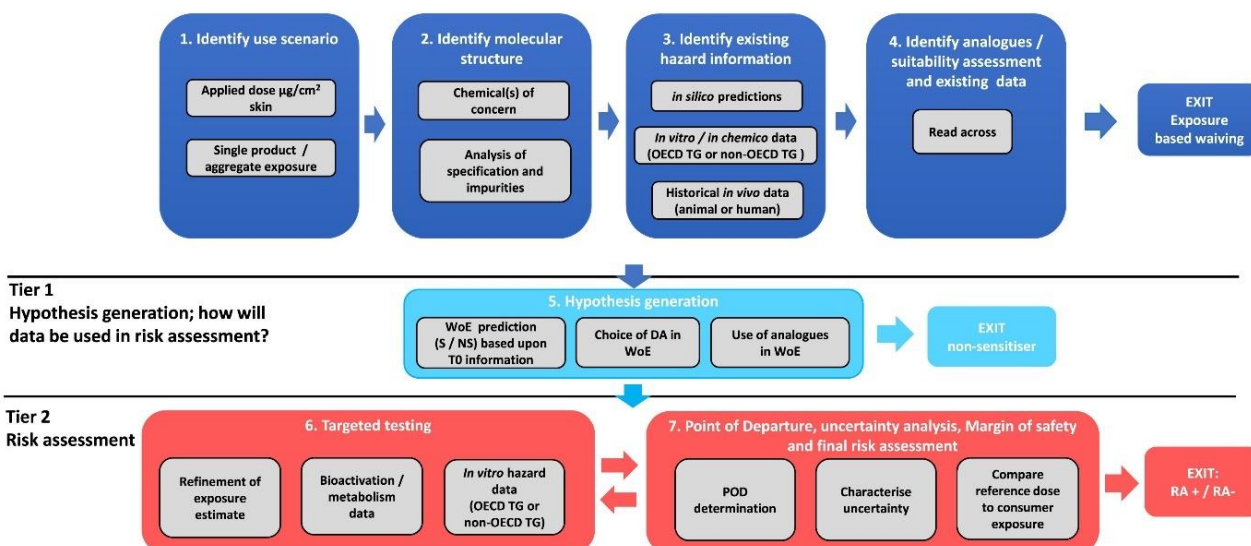 1. Identify use scenario
Applied dose µg/cm² 
skin
Single product /
aggregate exposure
2. Identify molecular
structure
Chemical(s) of
concern
Analysis of
specification and
impurities
3. Identify existing
hazard information
in silico predictions
In vitro / in chemico data
(OECD TG or non-OECD TG )
Historical in vivo data
(animal or human)
4. Identify analogues /
suitability assessment
and existing data
Read across
EXIT
Exposure
based waiving
Tier 1
Hypothesis generation; how will
data be used in risk assessment?
5. Hypothesis generation
WoE prediction
(S / NS) based upon
T0 information
Choice of DA in
WoE
Use of analogues
in WoE
EXIT
non-sensitiser
Tier 2
Risk assessment
6. Targeted testing
Refinement of
exposure
estimate
Bioactivation /
metabolism
data
In vitro hazard
data
(OECD TG or
non-OECD TG)
7. Point of Departure, uncertainty analysis, Margin of safety
and final risk assessment
POD
determination
Characterise
uncertainty
Compare
reference dose
to consumer
exposure
EXIT:
RA + / RA-